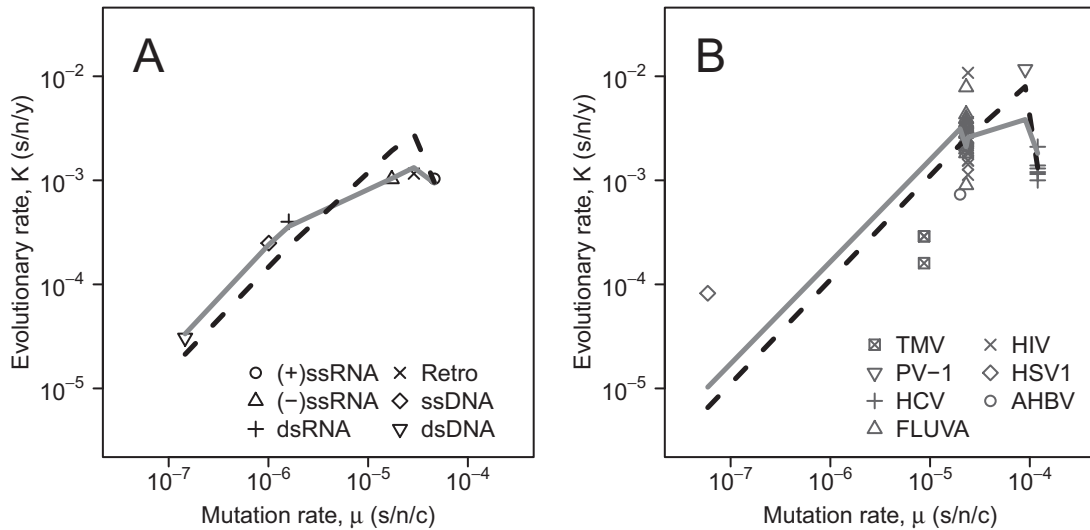 A
Evolutionary rate, K (s/n/y)
10⁻²
10⁻³
10⁻⁴
10⁻⁵
(+)ssRNA
(−)ssRNA
dsRNA
Retro
ssDNA
dsDNA
10⁻⁷ 10⁻⁶ 10⁻⁵ 10⁻⁴
Mutation rate, μ (s/n/c)
B
Evolutionary rate, K (s/n/y)
10⁻²
10⁻³
10⁻⁴
10⁻⁵
TMV
PV−1
HCV
FLUVA
HIV
HSV1
AHBV
10⁻⁷ 10⁻⁶ 10⁻⁵ 10⁻⁴
Mutation rate, μ (s/n/c)